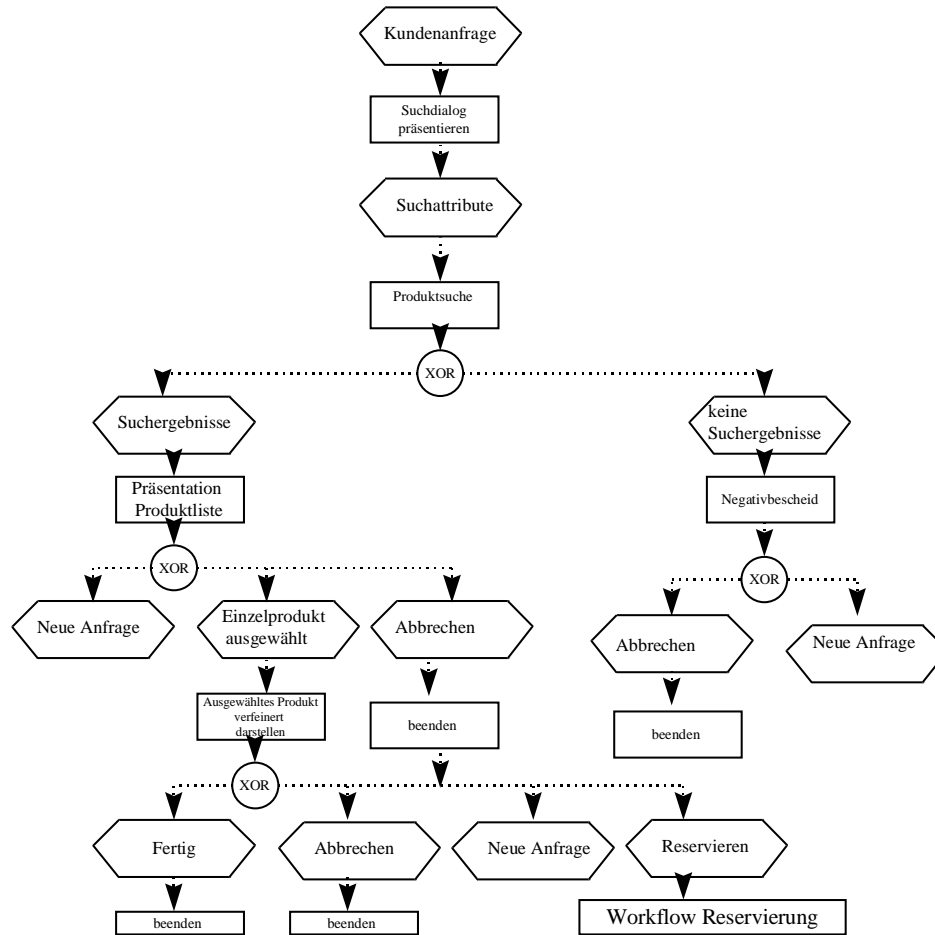 Kundenanfrage
Suchdialog
präsentieren
Suchattribute
Produktsuche
XOR
Suchergebnisse
keine
Suchergebnisse
Präsentation
Produktliste
Negativbescheid
XOR
XOR
Neue Anfrage
Einzelprodukt
ausgewählt
Abbrechen
Abbrechen
Neue Anfrage
Ausgewähltes Produkt
verfeinert
darstellen
beenden
beenden
XOR
Fertig
Abbrechen
Neue Anfrage
Reservieren
beenden
beenden
Workflow Reservierung